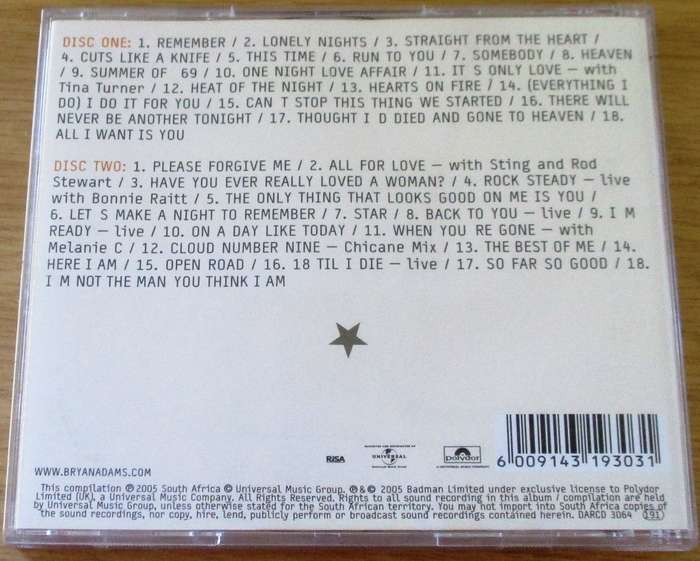 DISC ONE: 1. REMEMBER / 2. LONELY NIGHTS / 3. STRAIGHT FROM THE HEART /
4. CUTS LIKE A KNIFE / 5. THIS TIME / 6. RUN TO YOU / 7. SOMEBODY / 8. HEAVEN
/ 9. SUMMER OF 69 / 10. ONE NIGHT LOVE AFFAIR / 11. IT S ONLY LOVE — with
Tina Turner / 12. HEAT OF THE NIGHT / 13. HEARTS ON FIRE / 14. (EVERYTHING I
DO) I DO IT FOR YOU / 15. CAN T STOP THIS THING WE STARTED / 16. THERE WILL
NEVER BE ANOTHER TONIGHT / 17. THOUGHT I D DIED AND GONE TO HEAVEN / 18.
ALL I WANT IS YOU
DISC TWO: 1. PLEASE FORGIVE ME / 2. ALL FOR LOVE — with Sting and Rod
Stewart / 3. HAVE YOU EVER REALLY LOVED A WOMAN? / 4. ROCK STEADY — live
with Bonnie Raitt / 5. THE ONLY THING THAT LOOKS GOOD ON ME IS YOU /
6. LET S MAKE A NIGHT TO REMEMBER / 7. STAR / 8. BACK TO YOU — live / 9. I M
READY — live / 10. ON A DAY LIKE TODAY / 11. WHEN YOU RE GONE — with
Melanie C / 12. CLOUD NUMBER NINE — Chicane Mix / 13. THE BEST OF ME / 14.
HERE I AM / 15. OPEN ROAD / 16. 18 TIL I DIE — live / 17. SO FAR SO GOOD / 18.
I M NOT THE MAN YOU THINK I AM
RiSA
UNIVERSAL
polydor
6 009143 193031
WWW.BRYANADAMS.COM
This compilation ℗ 2005 South Africa © Universal Music Group. ℗ & © 2005 Badman Limited under exclusive license to Polydor
Limited (UK), a Universal Music Company. All Rights Reserved. Rights to all sound recording in this album / compilation are held
by Universal Music Group, unless otherwise stated for the South African territory. You may not import into South Africa copies of
the sound recordings, nor copy, hire, lend, publicly perform or broadcast sound recordings contained herein. DARCD 3064 (191)